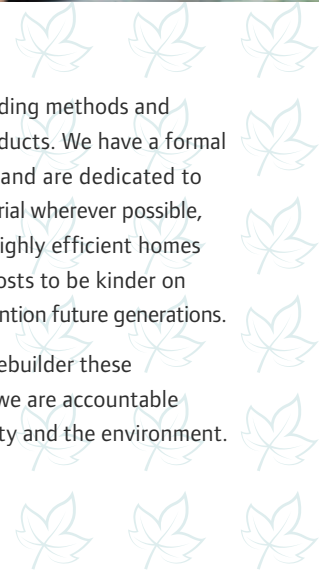 ding methods and
ducts. We have a formal
and are dedicated to
rial wherever possible,
ighly efficient homes
osts to be kinder on
ntion future generations.
ebuilder these
we are accountable
ty and the environment.